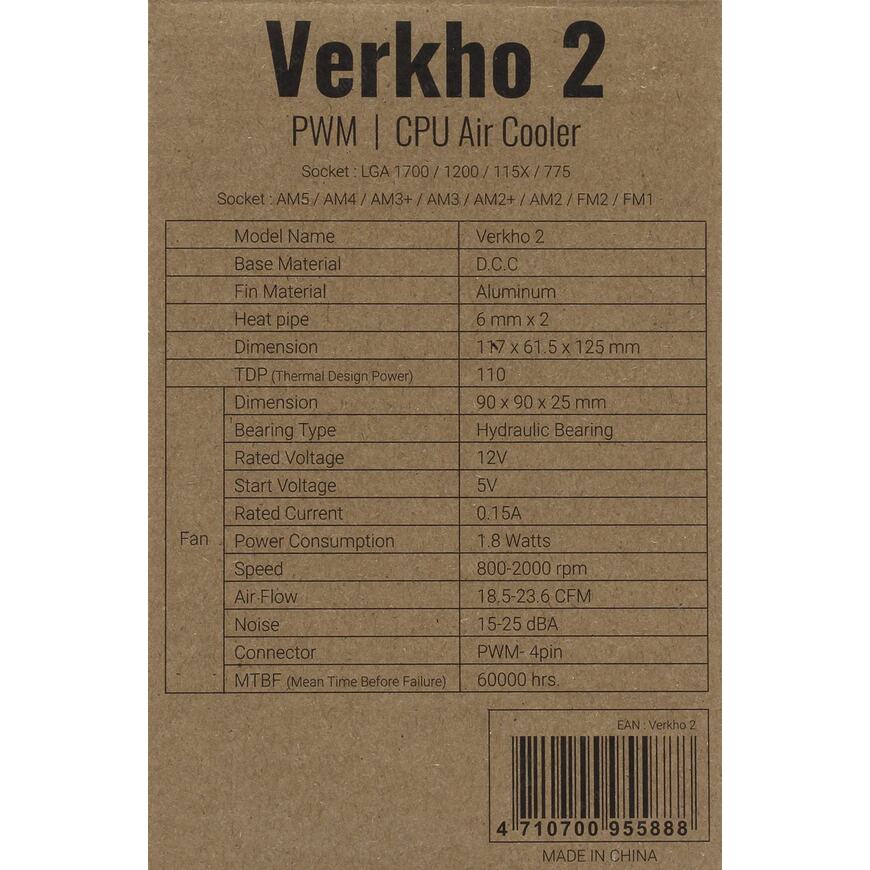 Verkho 2
PWM | CPU Air Cooler
Socket : LGA 1700 / 1200 / 115X / 775
Socket : AM5 / AM4 / AM3+ / AM3 / AM2+ / AM2 / FM2 / FM1
Model Name Verkho 2
Base Material D.C.C
Fin Material Aluminum
Heat pipe 6 mm x 2
Dimension 117 x 61.5 x 125 mm
TDP (Thermal Design Power) 110
Fan
Dimension 90 x 90 x 25 mm
Bearing Type Hydraulic Bearing
Rated Voltage 12V
Start Voltage 5V
Rated Current 0.15A
Power Consumption 1.8 Watts
Speed 800-2000 rpm
Air Flow 18.5-23.6 CFM
Noise 15-25 dBA
Connector PWM- 4pin
MTBF (Mean Time Before Failure) 60000 hrs.
EAN : Verkho 2
4 710700 955888
MADE IN CHINA